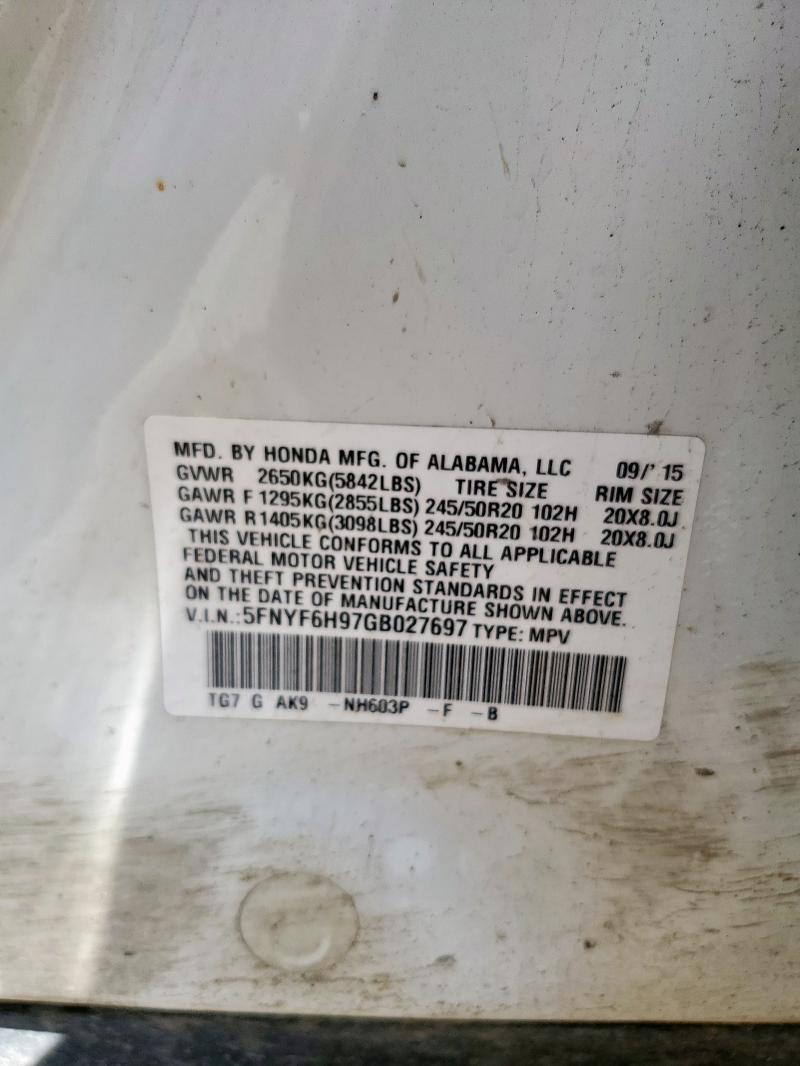 MFD. BY HONDA MFG. OF ALABAMA, LLC 09/' 15
GVWR 2650KG(5842LBS) TIRE SIZE RIM SIZE
GAWR F 1295KG(2855LBS) 245/50R20 102H 20X8.0J
GAWR R 1405KG(3098LBS) 245/50R20 102H 20X8.0J
THIS VEHICLE CONFORMS TO ALL APPLICABLE
FEDERAL MOTOR VEHICLE SAFETY
AND THEFT PREVENTION STANDARDS IN EFFECT
ON THE DATE OF MANUFACTURE SHOWN ABOVE.
V.I.N.:5FNYF6H97GB027697 TYPE: MPV
TG7 G AK9 -NH603P -F -B